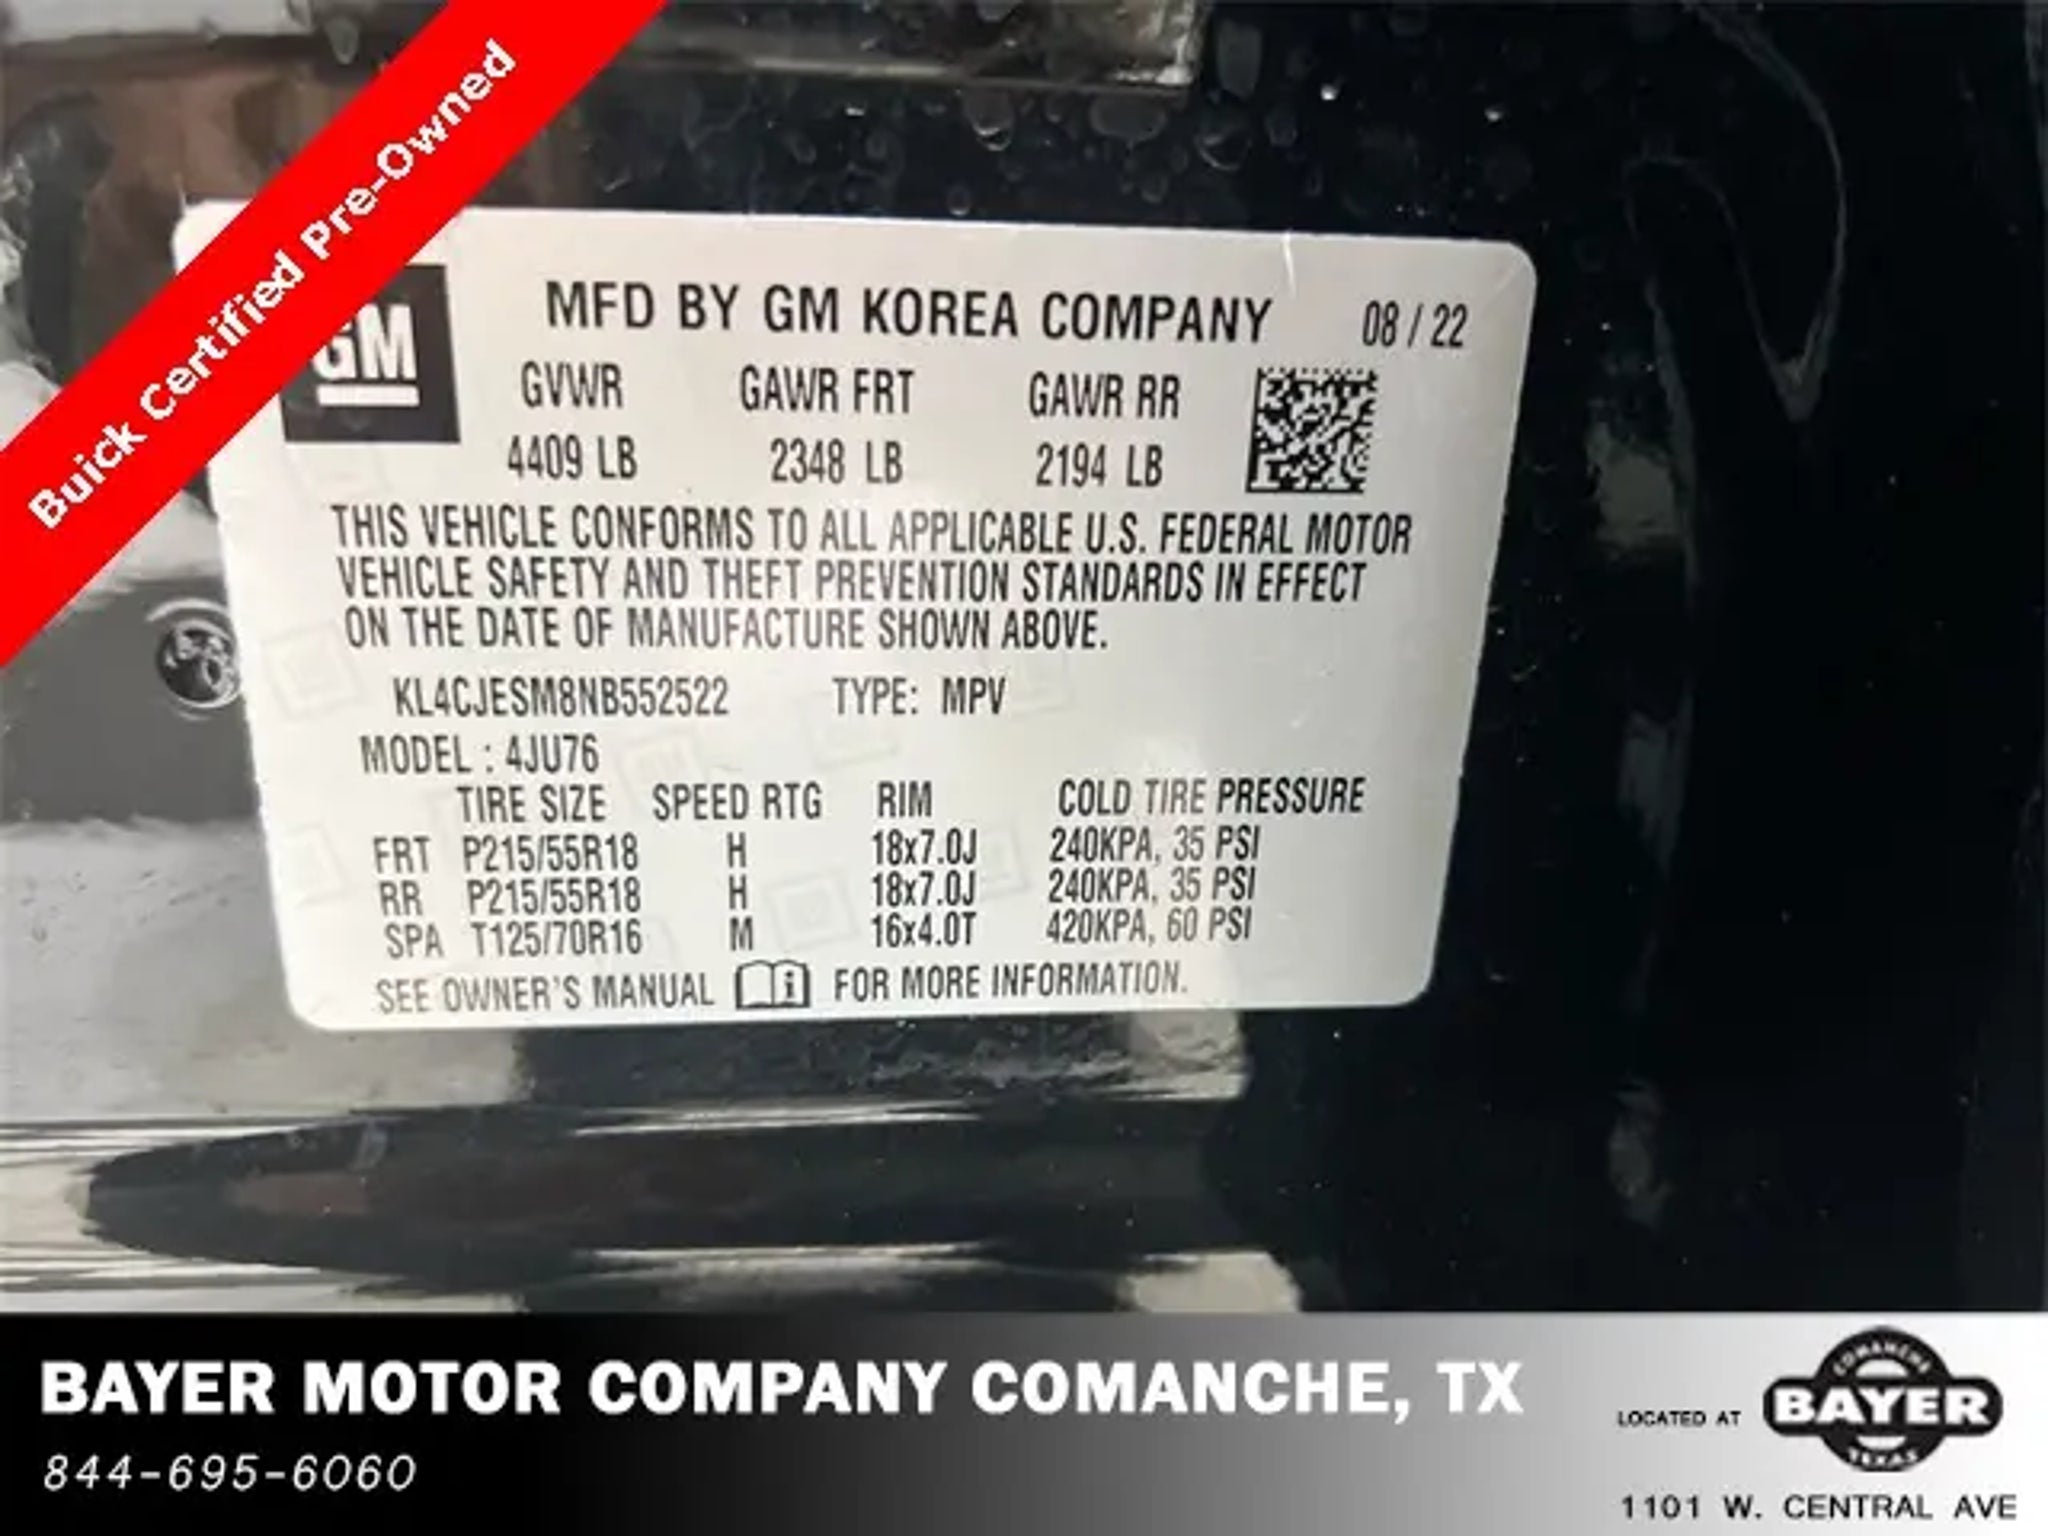 Buick Certified Pre-Owned
GM
MFD BY GM KOREA COMPANY 08 / 22
GVWR GAWR FRT GAWR RR
4409 LB 2348 LB 2194 LB
THIS VEHICLE CONFORMS TO ALL APPLICABLE U.S. FEDERAL MOTOR
VEHICLE SAFETY AND THEFT PREVENTION STANDARDS IN EFFECT
ON THE DATE OF MANUFACTURE SHOWN ABOVE.
KL4CJESM8NB552522 TYPE: MPV
MODEL : 4JU76
TIRE SIZE SPEED RTG RIM COLD TIRE PRESSURE
FRT P215/55R18 H 18x7.0J 240KPA, 35 PSI
RR P215/55R18 H 18x7.0J 240KPA, 35 PSI
SPA T125/70R16 M 16x4.0T 420KPA, 60 PSI
SEE OWNER'S MANUAL i FOR MORE INFORMATION.
BAYER MOTOR COMPANY COMANCHE, TX
844-695-6060
LOCATED AT
COMANCHE
BAYER
TEXAS
1101 W. CENTRAL AVE